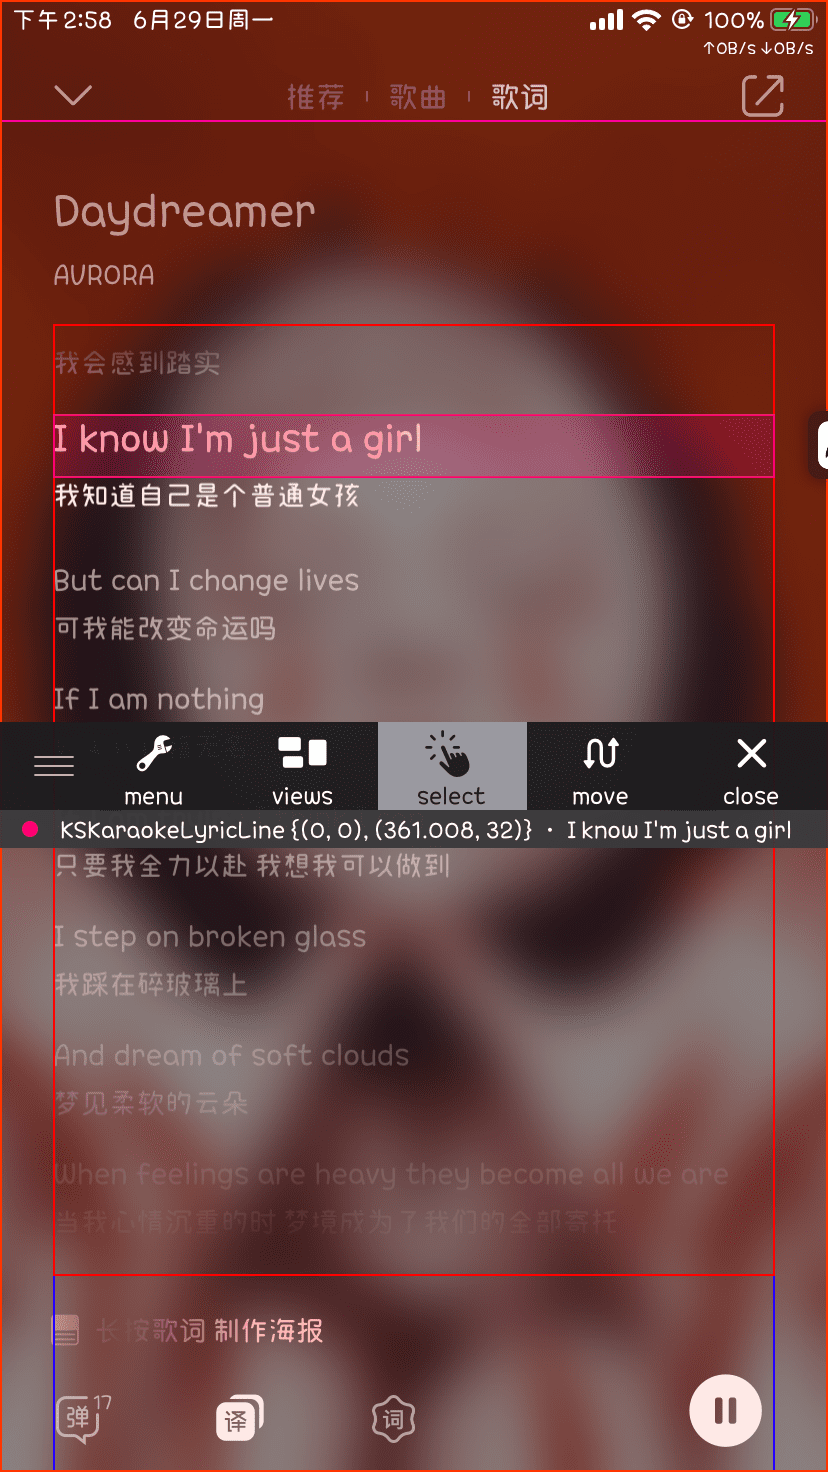 下午2:58 6月29日周一 100%
↑0B/s↓0B/s
推荐 歌曲 歌词
Daydreamer
AURORA
我会感到踏实
I know I'm just a girl
我知道自己是个普通女孩
But can I change lives
可我能改变命运吗
If I am nothing
menu views select move close
KSKaraokeLyricLine {(0, 0), (361.008, 32)} · I know I'm just a girl
只要我全力以赴 我想我可以做到
I step on broken glass
我踩在碎玻璃上
And dream of soft clouds
梦见柔软的云朵
When feelings are heavy they become all we are
当我心情沉重的时 梦境成为了我们的全部寄托
长按歌词 制作海报
弹 17 译 词